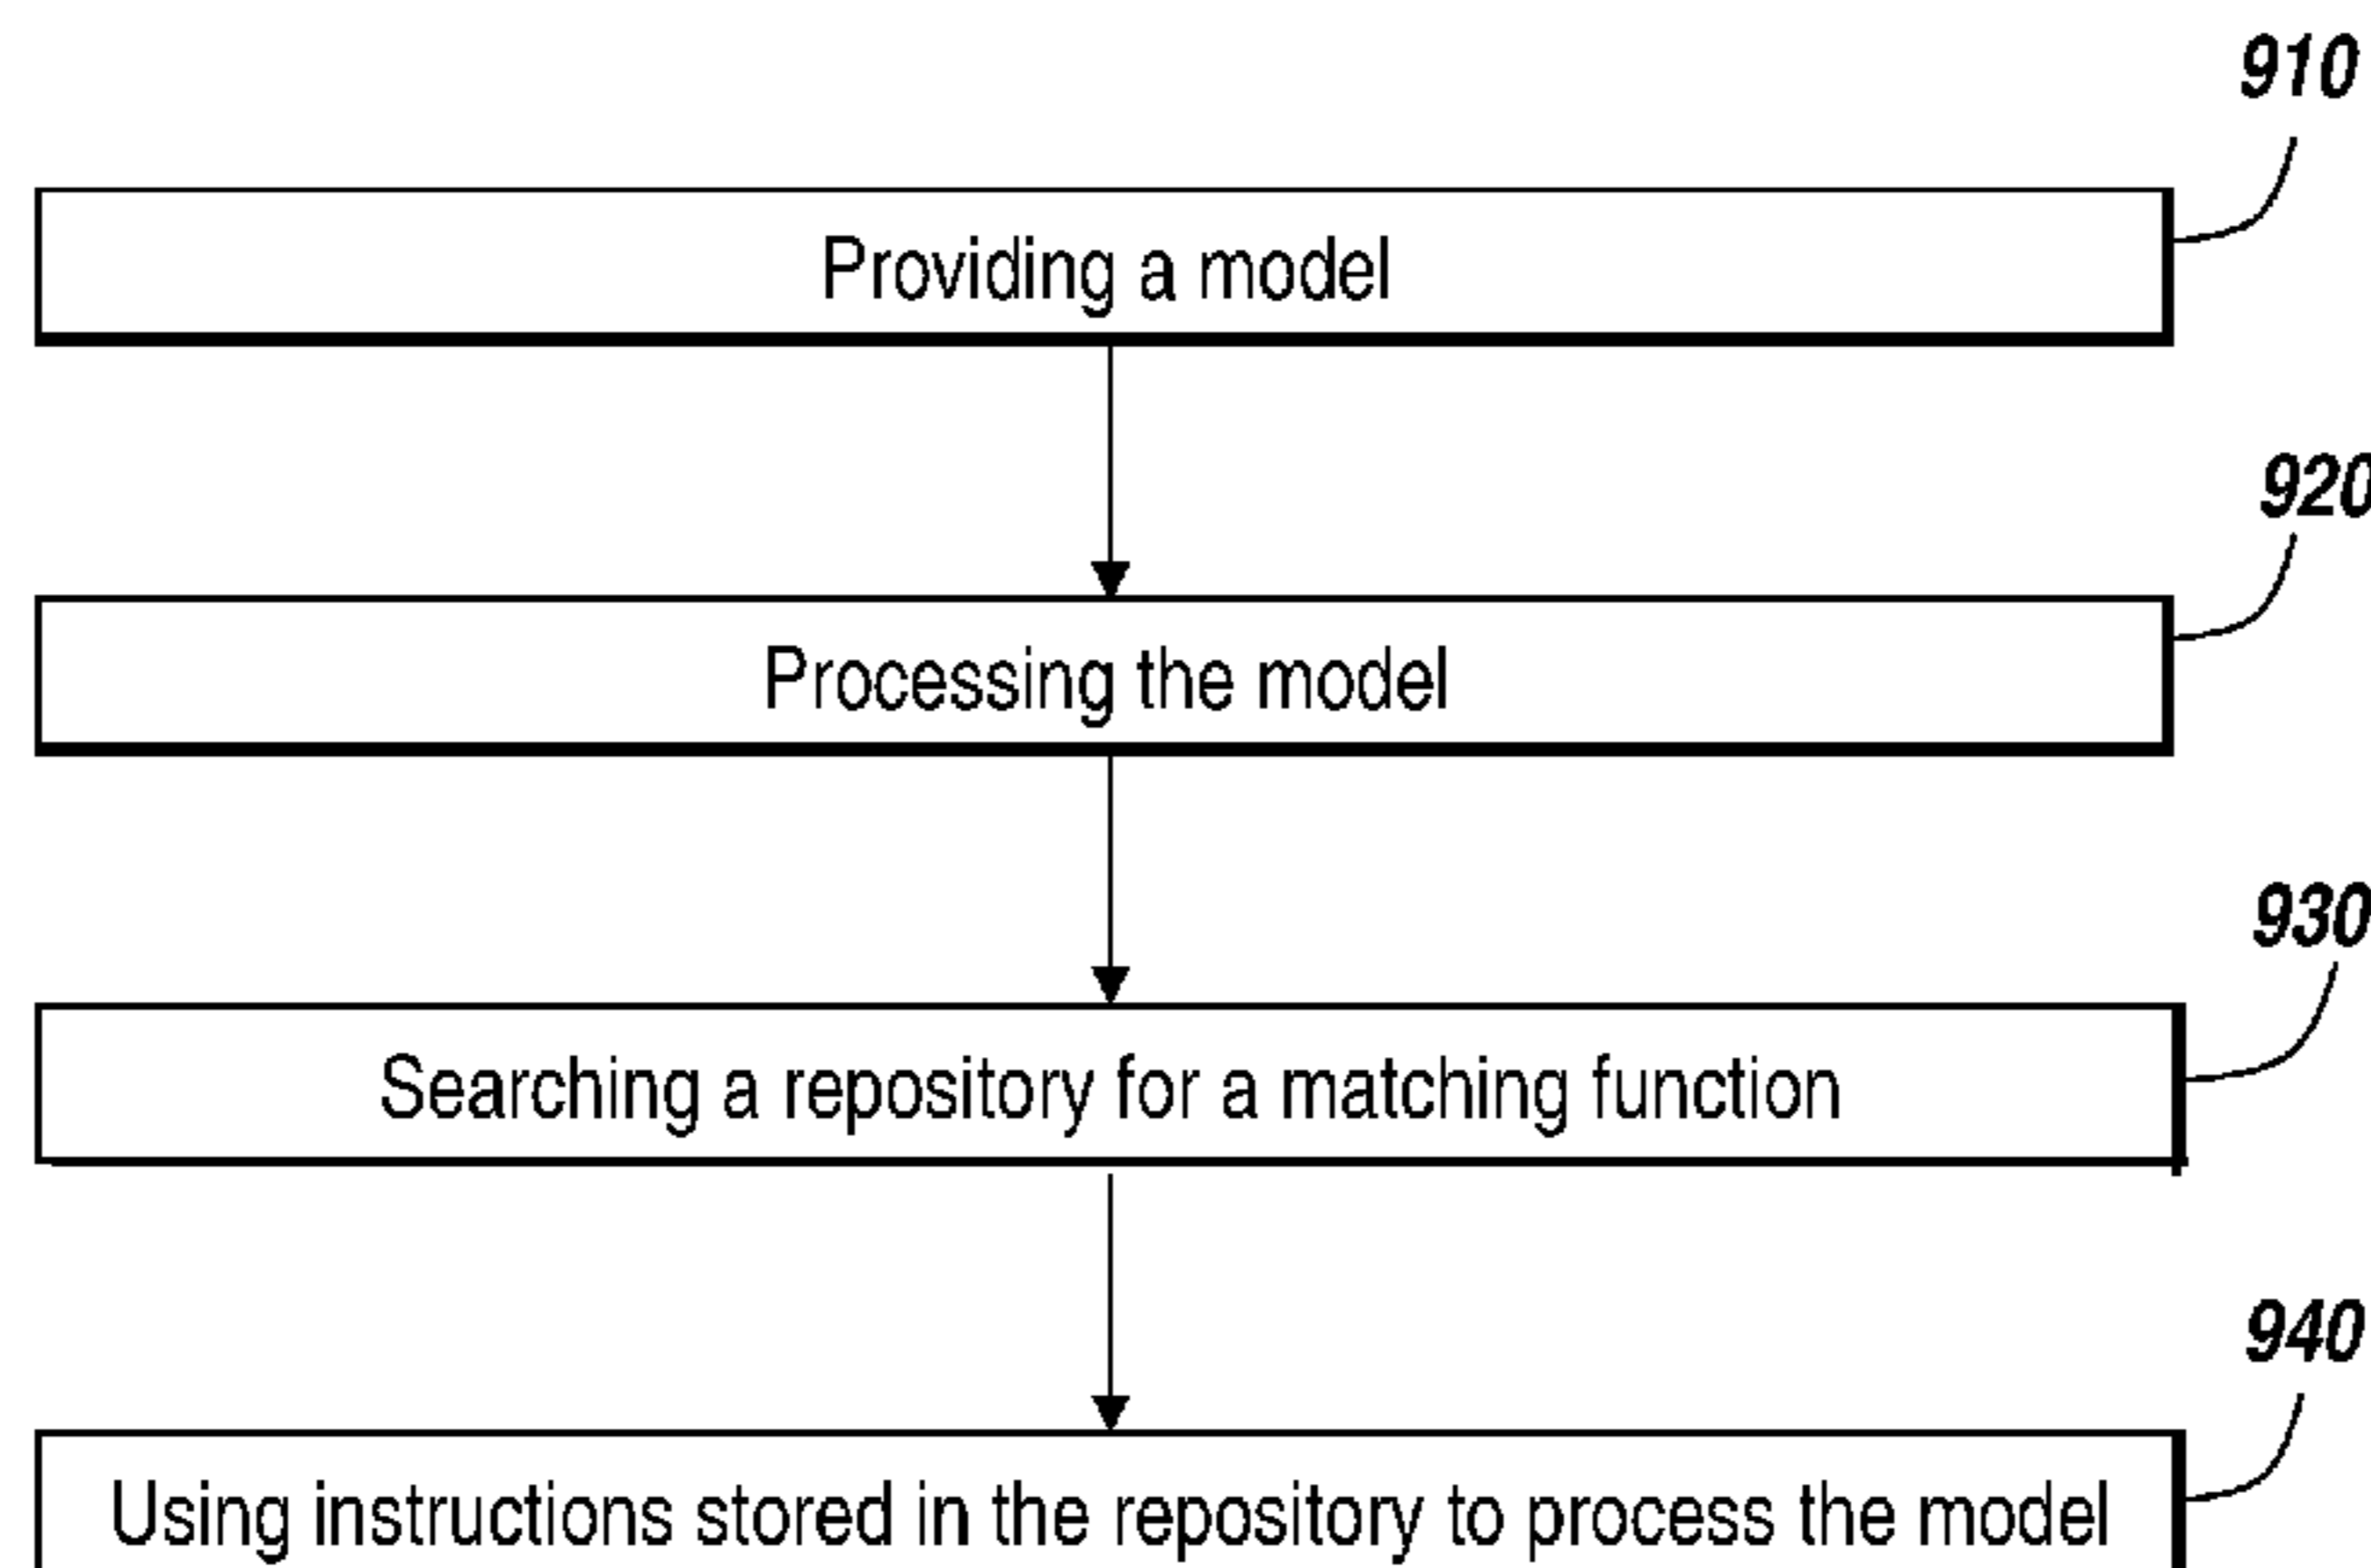 910
Providing a model
920
Processing the model
930
Searching a repository for a matching function
940
Using instructions stored in the repository to process the model